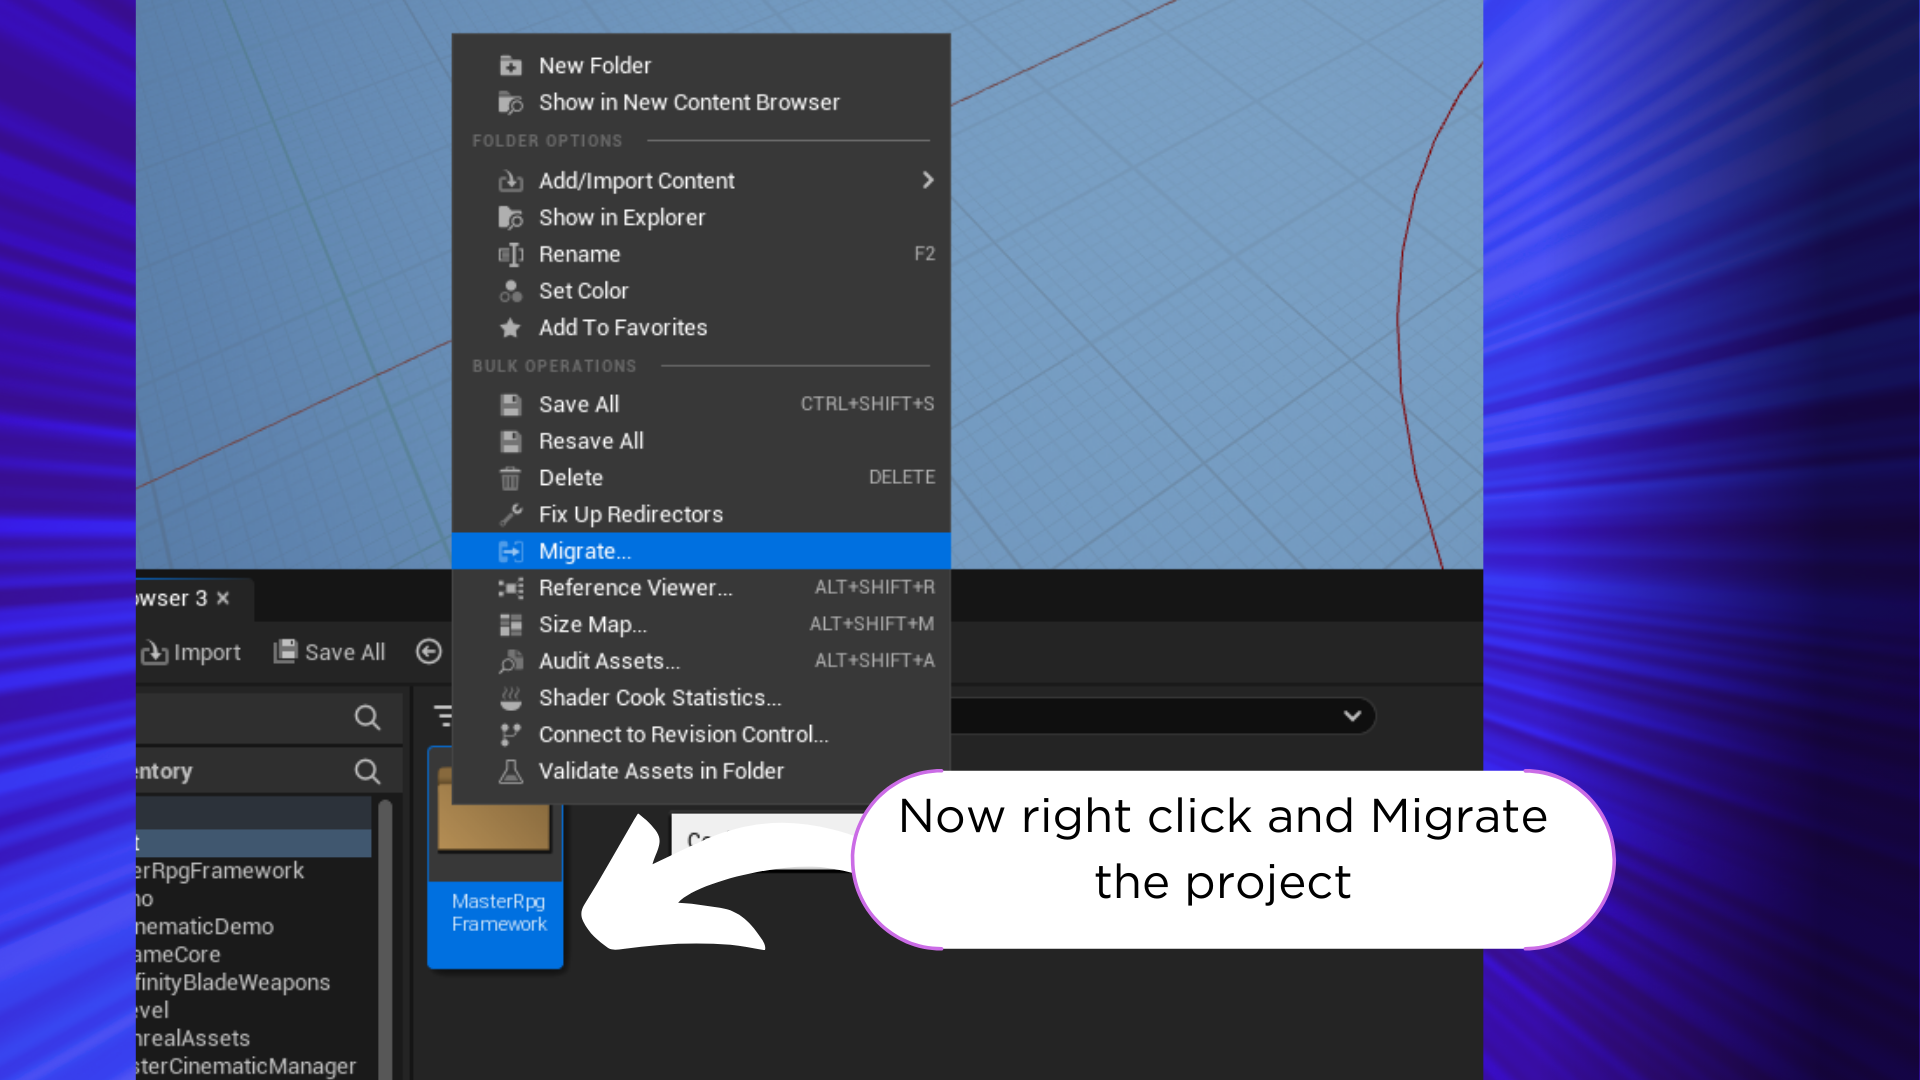 New Folder
Show in New Content Browser
FOLDER OPTIONS
Add/Import Content
Show in Explorer
Rename F2
Set Color
Add To Favorites
BULK OPERATIONS
Save All CTRL+SHIFT+S
Resave All
Delete DELETE
Fix Up Redirectors
Migrate...
Reference Viewer... ALT+SHIFT+R
Size Map... ALT+SHIFT+M
Audit Assets... ALT+SHIFT+A
Shader Cook Statistics...
Connect to Revision Control...
Validate Assets in Folder
owser 3
Import Save All
entory
t
erRpgFramework
no
nematicDemo
ameCore
finityBladeWeapons
evel
nrealAssets
sterCinematicManager
MasterRpg
Framework
Now right click and Migrate
the project